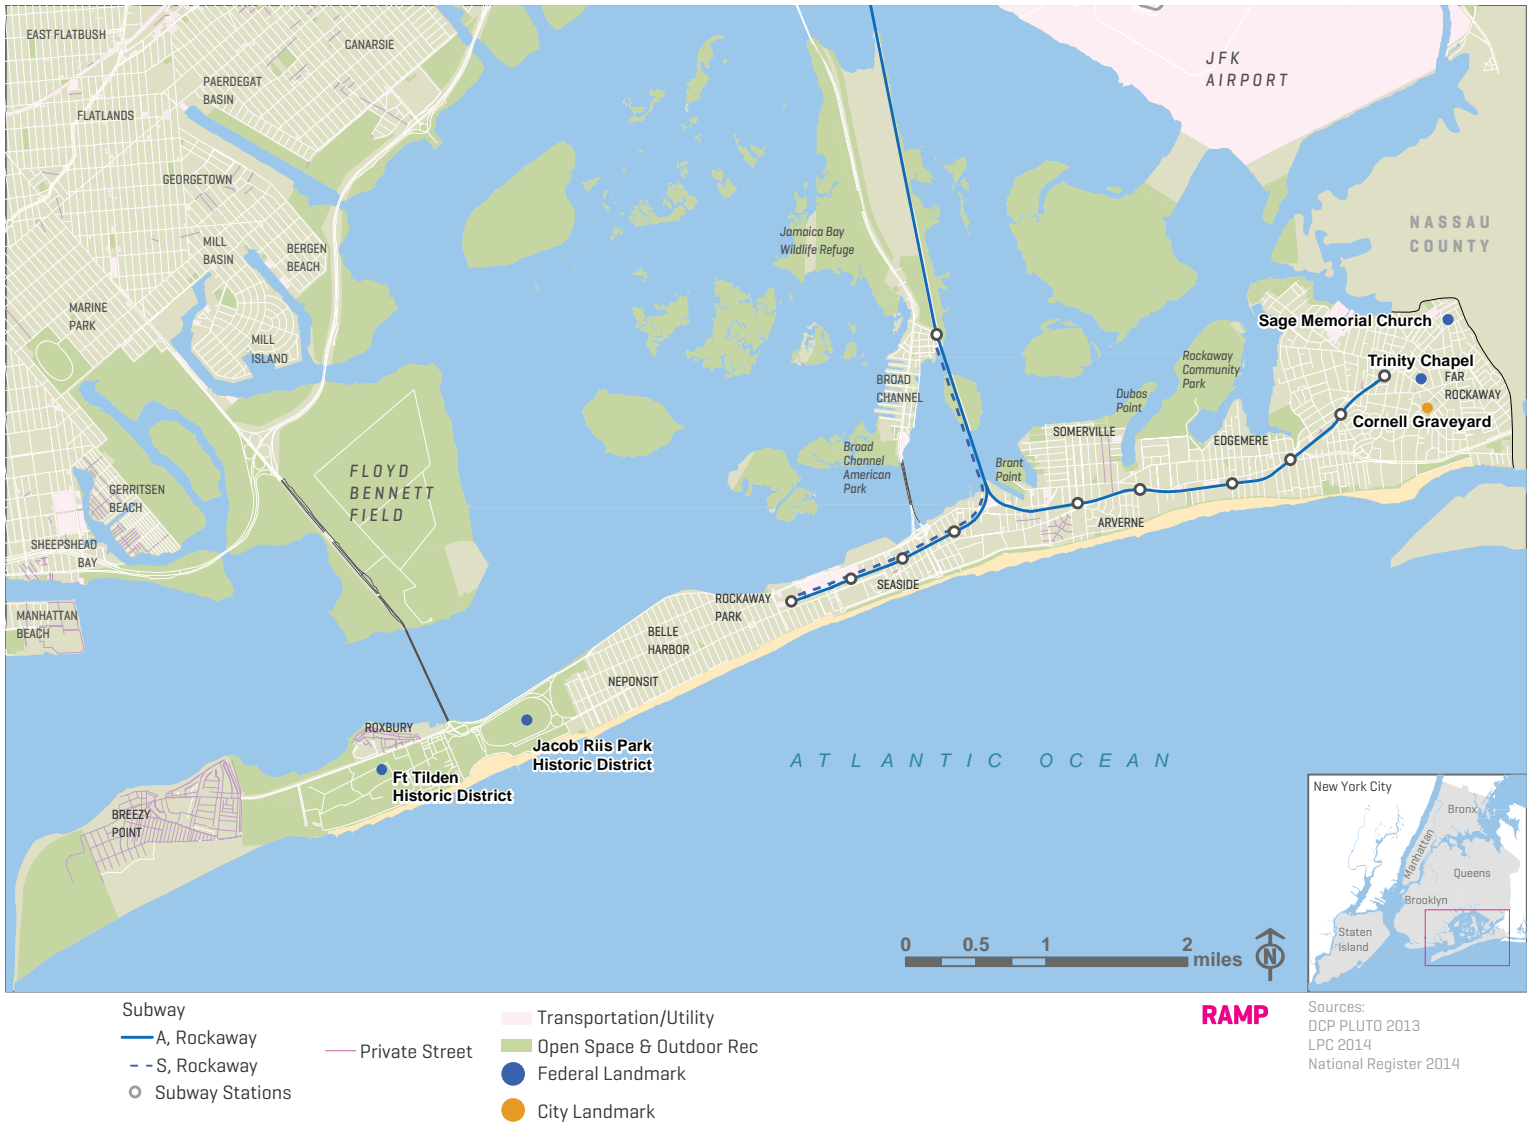 EAST FLATBUSH
CANARSIE
PAERDEGAT
BASIN
FLATLANDS
GEORGETOWN
MILL
BASIN
BERGEN
BEACH
MARINE
PARK
MILL
ISLAND
JFK
AIRPORT
NASSAU
COUNTY
Jamaica Bay
Wildlife Refuge
Sage Memorial Church
Trinity Chapel
FAR
ROCKAWAY
Cornell Graveyard
Rockaway
Community
Park
Dubos
Point
BROAD
CHANNEL
SOMERVILLE
EDGEMERE
Broad
Channel
American
Park
Brant
Point
ARVERNE
FLOYD
BENNETT
FIELD
GERRITSEN
BEACH
SHEEPSHEAD
BAY
MANHATTAN
BEACH
SEASIDE
ROCKAWAY
PARK
BELLE
HARBOR
NEPONSIT
ROXBURY
Jacob Riis Park
Historic District
Ft Tilden
Historic District
BREEZY
POINT
ATLANTIC OCEAN
0 0.5 1 2 miles
N
New York City
Bronx
Manhattan
Queens
Brooklyn
Staten
Island
Subway
A, Rockaway
S, Rockaway
Subway Stations
Private Street
Transportation/Utility
Open Space & Outdoor Rec
Federal Landmark
City Landmark
RAMP
Sources:
DCP PLUTO 2013
LPC 2014
National Register 2014